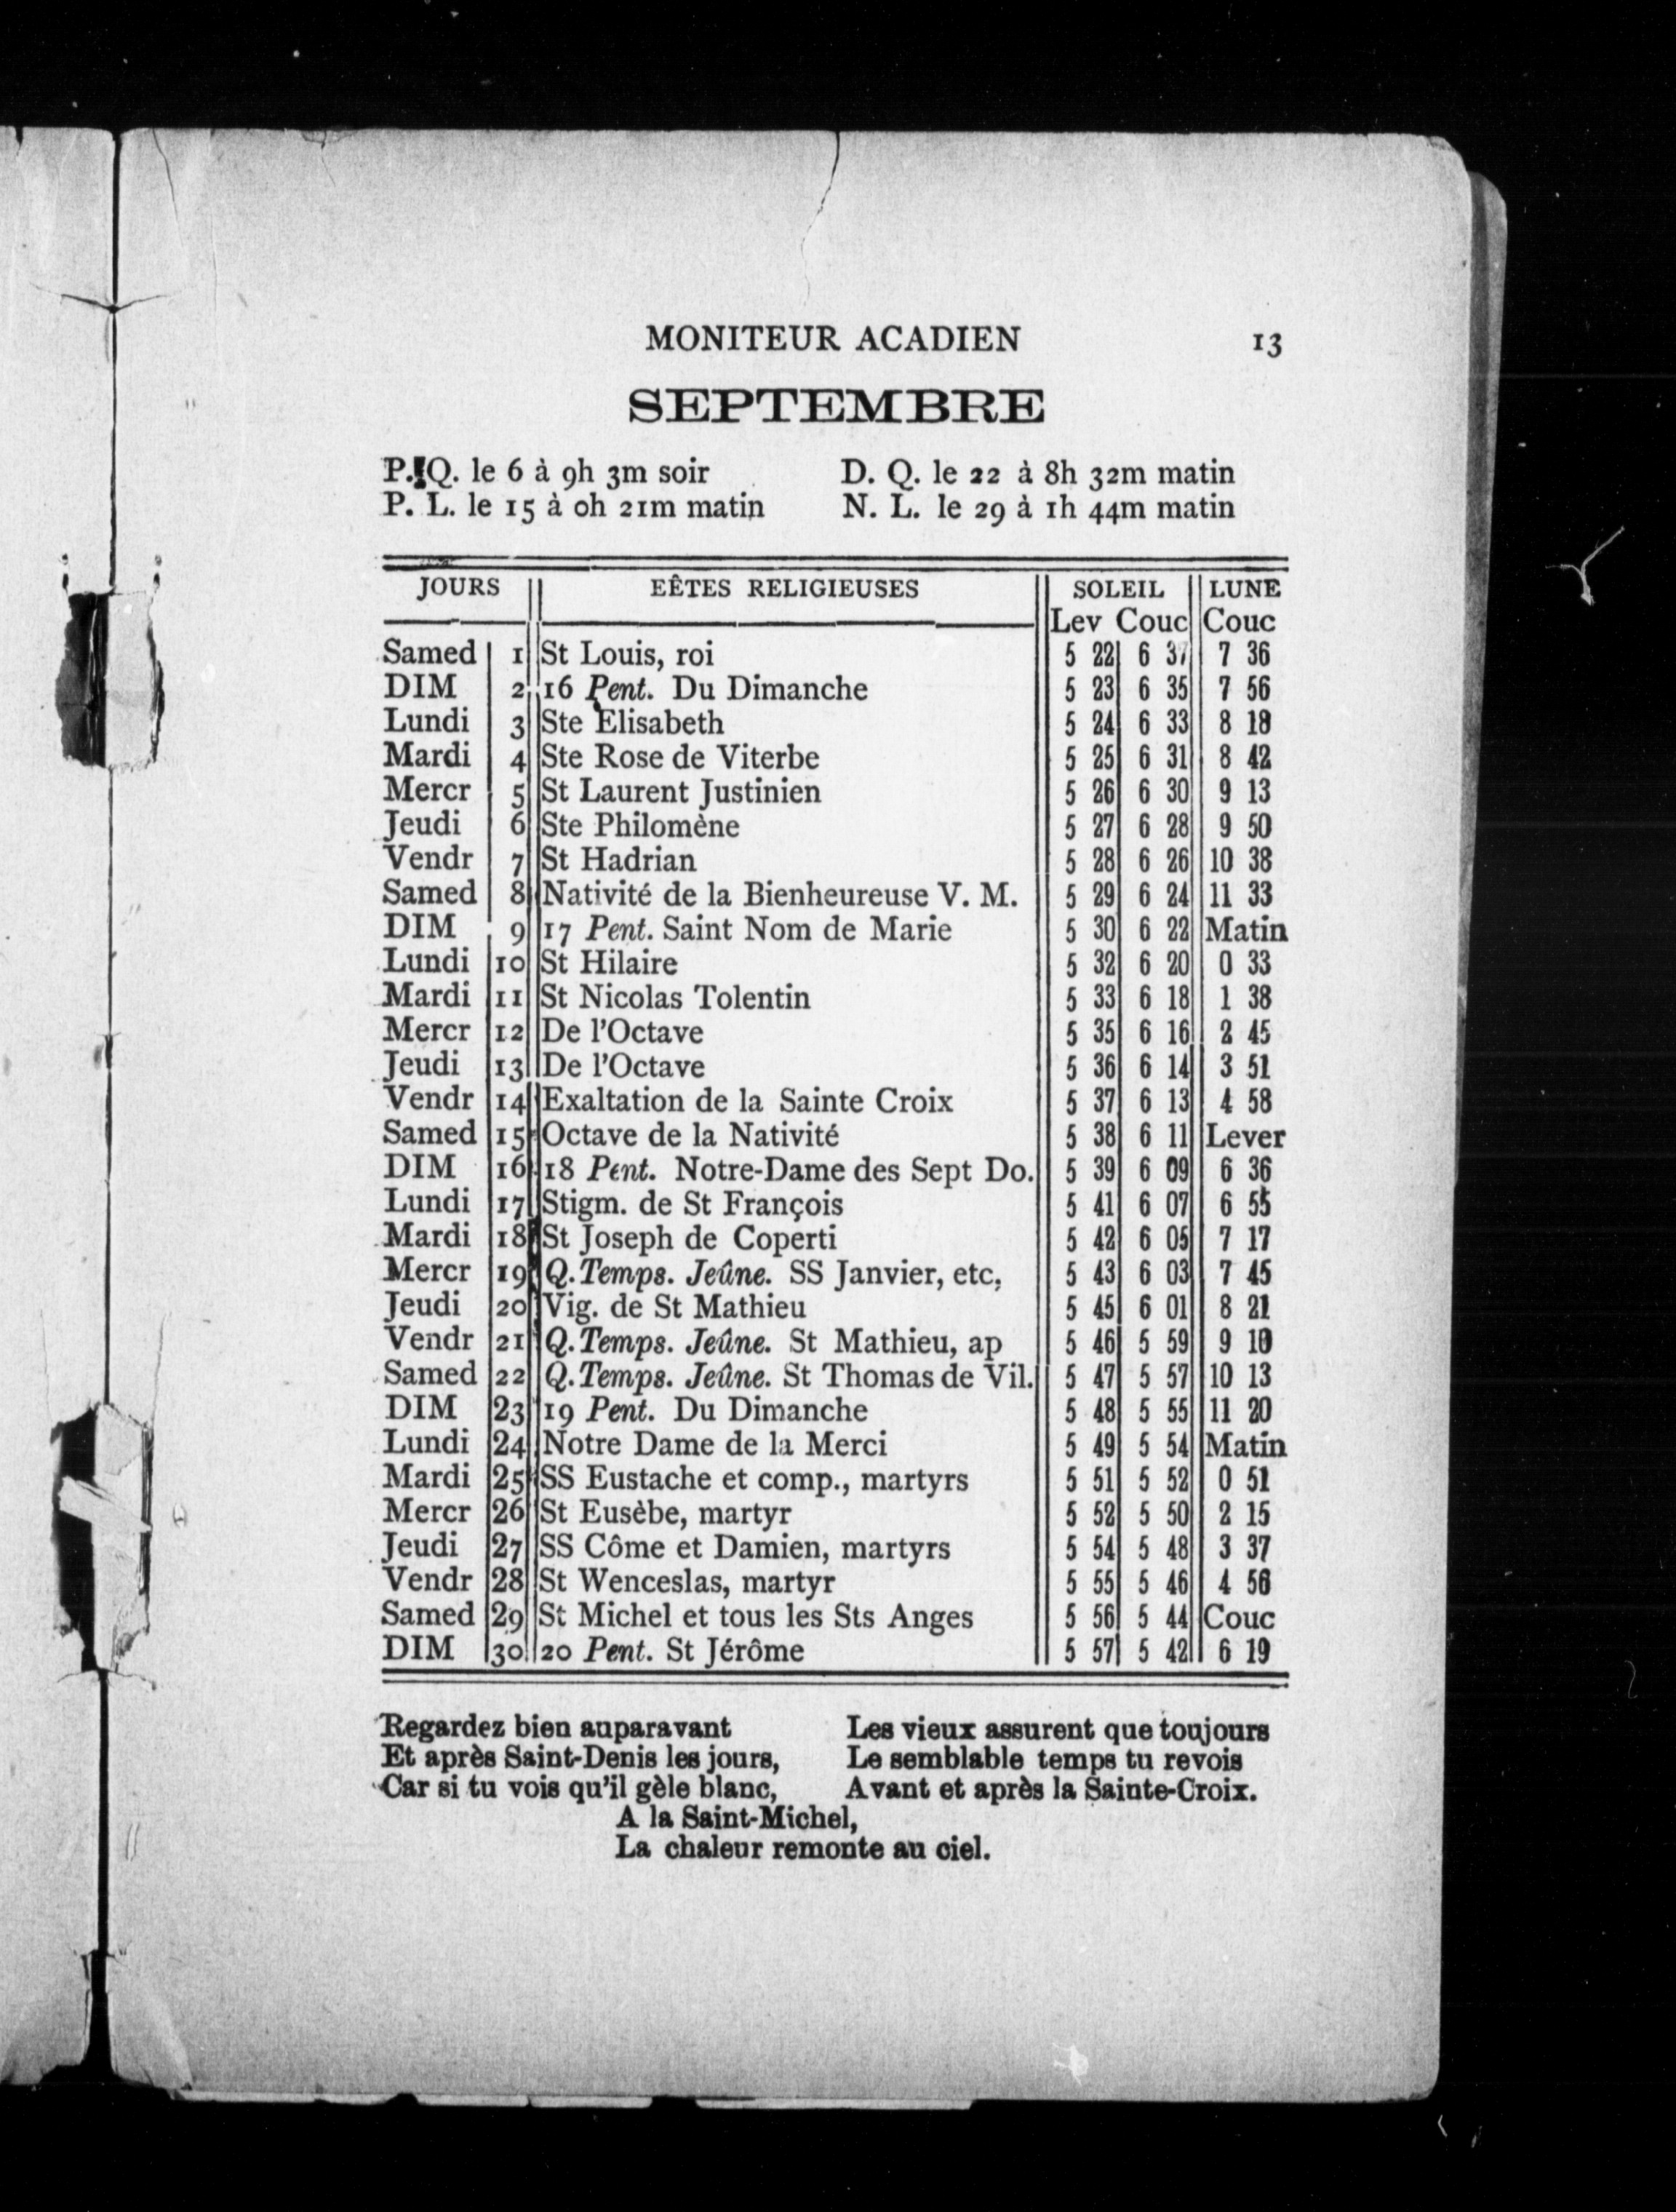 MONITEUR ACADIEN 13
SEPTEMBRE
P. Q. le 6 à 9h 3m soir D. Q. le 22 à 8h 32m matin
P. L. le 15 à 0h 21m matin N. L. le 29 à 1h 44m matin
JOURS EÊTES RELIGIEUSES SOLEIL LUNE
Lev Couc Couc
Samed 1 St Louis, roi 5 22 6 37 7 36
DIM 2 16 Pent. Du Dimanche 5 23 6 35 7 56
Lundi 3 Ste Elisabeth 5 24 6 33 8 18
Mardi 4 Ste Rose de Viterbe 5 25 6 31 8 42
Mercr 5 St Laurent Justinien 5 26 6 30 9 13
Jeudi 6 Ste Philomène 5 27 6 28 9 50
Vendr 7 St Hadrian 5 28 6 26 10 38
Samed 8 Nativité de la Bienheureuse V. M. 5 29 6 24 11 33
DIM 9 17 Pent. Saint Nom de Marie 5 30 6 22 Matin
Lundi 10 St Hilaire 5 32 6 20 0 33
Mardi 11 St Nicolas Tolentin 5 33 6 18 1 38
Mercr 12 De l'Octave 5 35 6 16 2 45
Jeudi 13 De l'Octave 5 36 6 14 3 51
Vendr 14 Exaltation de la Sainte Croix 5 37 6 13 4 58
Samed 15 Octave de la Nativité 5 38 6 11 Lever
DIM 16 18 Pent. Notre-Dame des Sept Do. 5 39 6 09 6 36
Lundi 17 Stigm. de St François 5 41 6 07 6 55
Mardi 18 St Joseph de Coperti 5 42 6 05 7 17
Mercr 19 Q. Temps. Jeûne. SS Janvier, etc. 5 43 6 03 7 45
Jeudi 20 Vig. de St Mathieu 5 45 6 01 8 21
Vendr 21 Q. Temps. Jeûne. St Mathieu, ap 5 46 5 59 9 10
Samed 22 Q. Temps. Jeûne. St Thomas de Vil. 5 47 5 57 10 13
DIM 23 19 Pent. Du Dimanche 5 48 5 55 11 20
Lundi 24 Notre Dame de la Merci 5 49 5 54 Matin
Mardi 25 SS Eustache et comp., martyrs 5 51 5 52 0 51
Mercr 26 St Eusèbe, martyr 5 52 5 50 2 15
Jeudi 27 SS Côme et Damien, martyrs 5 54 5 48 3 37
Vendr 28 St Wenceslas, martyr 5 55 5 46 4 56
Samed 29 St Michel et tous les Sts Anges 5 56 5 44 Couc
DIM 30 20 Pent. St Jérôme 5 57 5 42 6 19
Regardez bien auparavant
Et après Saint-Denis les jours,
Car si tu vois qu'il gèle blanc,
Les vieux assurent que toujours
Le semblable temps tu revois
Avant et après la Sainte-Croix.
A la Saint-Michel,
La chaleur remonte au ciel.